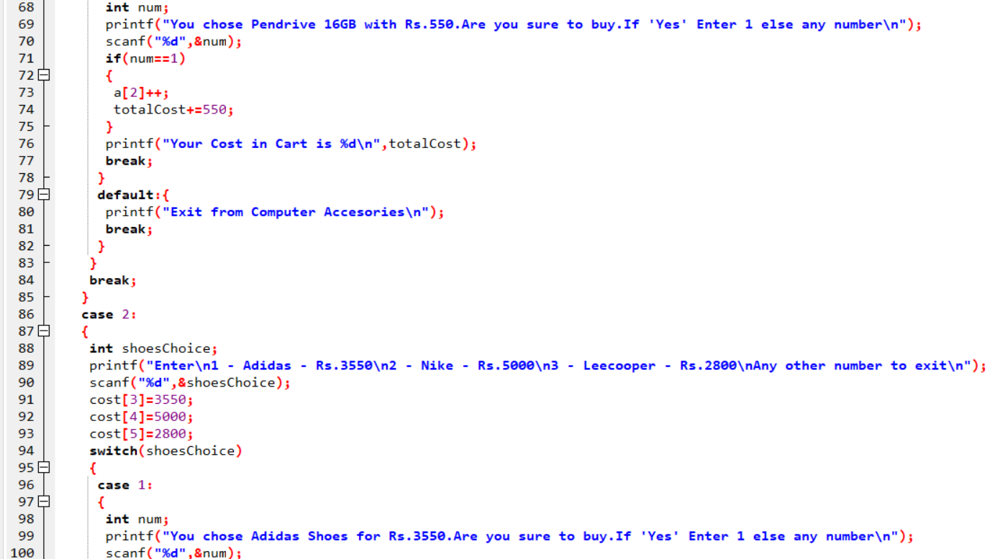 68 int num;
69 printf("You chose Pendrive 16GB with Rs.550.Are you sure to buy.If 'Yes' Enter 1 else any number\n");
70 scanf("%d",&num);
71 if(num==1)
72 {
73 a[2]++;
74 totalCost+=550;
75 }
76 printf("Your Cost in Cart is %d\n",totalCost);
77 break;
78 }
79 default:{
80 printf("Exit from Computer Accesories\n");
81 break;
82 }
83 }
84 break;
85 }
86 case 2:
87 {
88 int shoesChoice;
89 printf("Enter\n1 - Adidas - Rs.3550\n2 - Nike - Rs.5000\n3 - Leecooper - Rs.2800\nAny other number to exit\n");
90 scanf("%d",&shoesChoice);
91 cost[3]=3550;
92 cost[4]=5000;
93 cost[5]=2800;
94 switch(shoesChoice)
95 {
96 case 1:
97 {
98 int num;
99 printf("You chose Adidas Shoes for Rs.3550.Are you sure to buy.If 'Yes' Enter 1 else any number\n");
100 scanf("%d",&num);